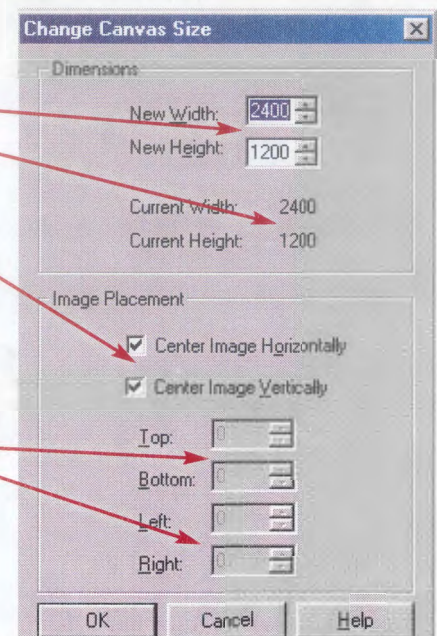 Change Canvas Size
Dimensions
New Width: 2400
New Height: 1200
Current Width: 2400
Current Height: 1200
Image Placement
Center Image Horizontally
Center Image Vertically
Top: 0
Bottom: 0
Left: 0
Right: 0
OK Cancel Help